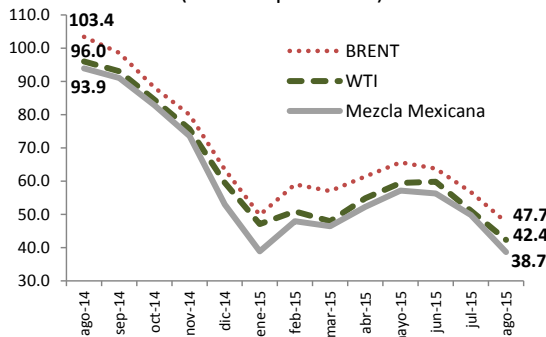 110.0
100.0
90.0
80.0
70.0
60.0
50.0
40.0
30.0
103.4
96.0
93.9
BRENT
WTI
Mezcla Mexicana
47.7
42.4
38.7
ago-14
sep-14
oct-14
nov-14
dic-14
ene-15
feb-15
mar-15
abr-15
mayo-15
jun-15
jul-15
ago-15